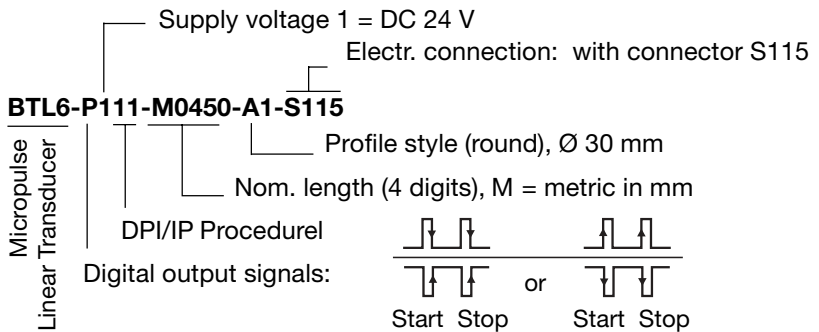 Supply voltage 1 = DC 24 V
Electr. connection: with connector S115
BTL6-P111-M0450-A1-S115
Profile style (round), Ø 30 mm
Nom. length (4 digits), M = metric in mm
DPI/IP Procedurel
Digital output signals:
or
Start Stop
Start Stop
Micropulse
Linear Transducer